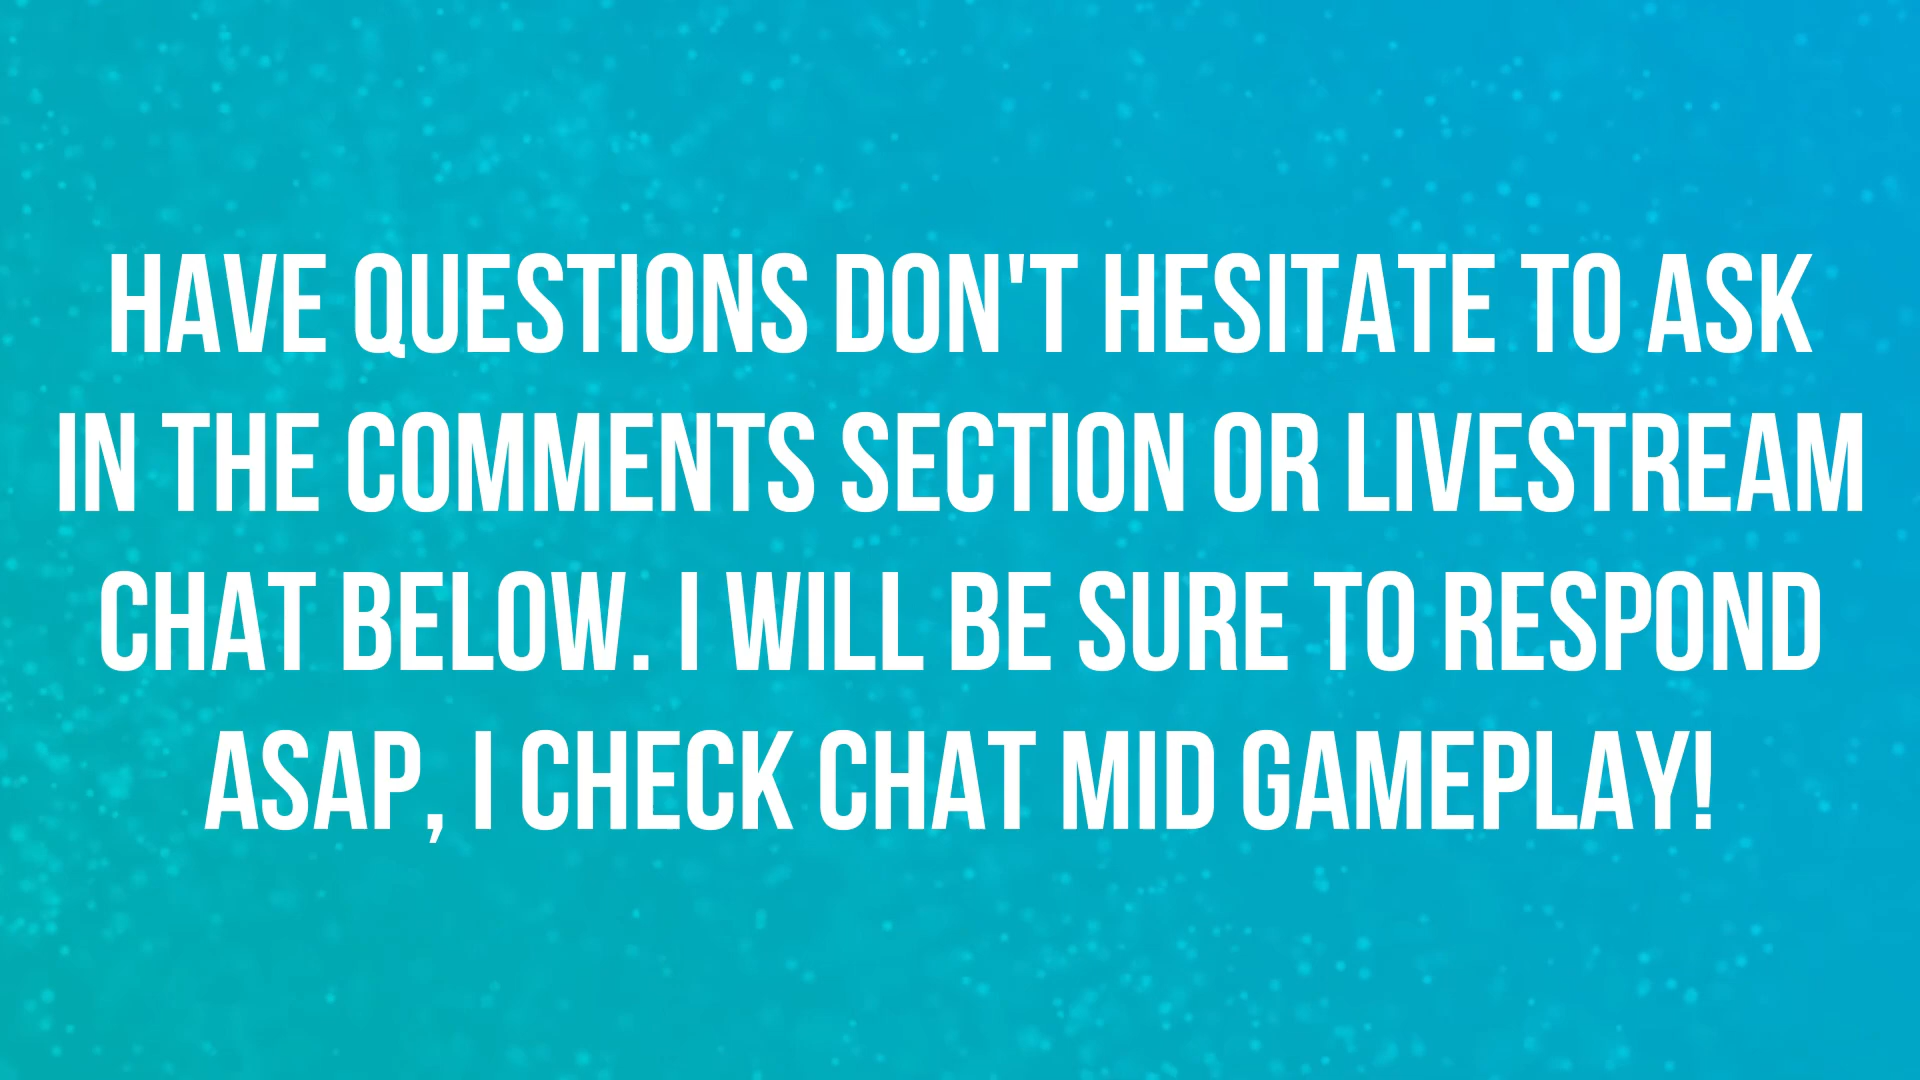 HAVE QUESTIONS DON'T HESITATE TO ASK
IN THE COMMENTS SECTION OR LIVESTREAM
CHAT BELOW. I WILL BE SURE TO RESPOND
ASAP, I CHECK CHAT MID GAMEPLAY!